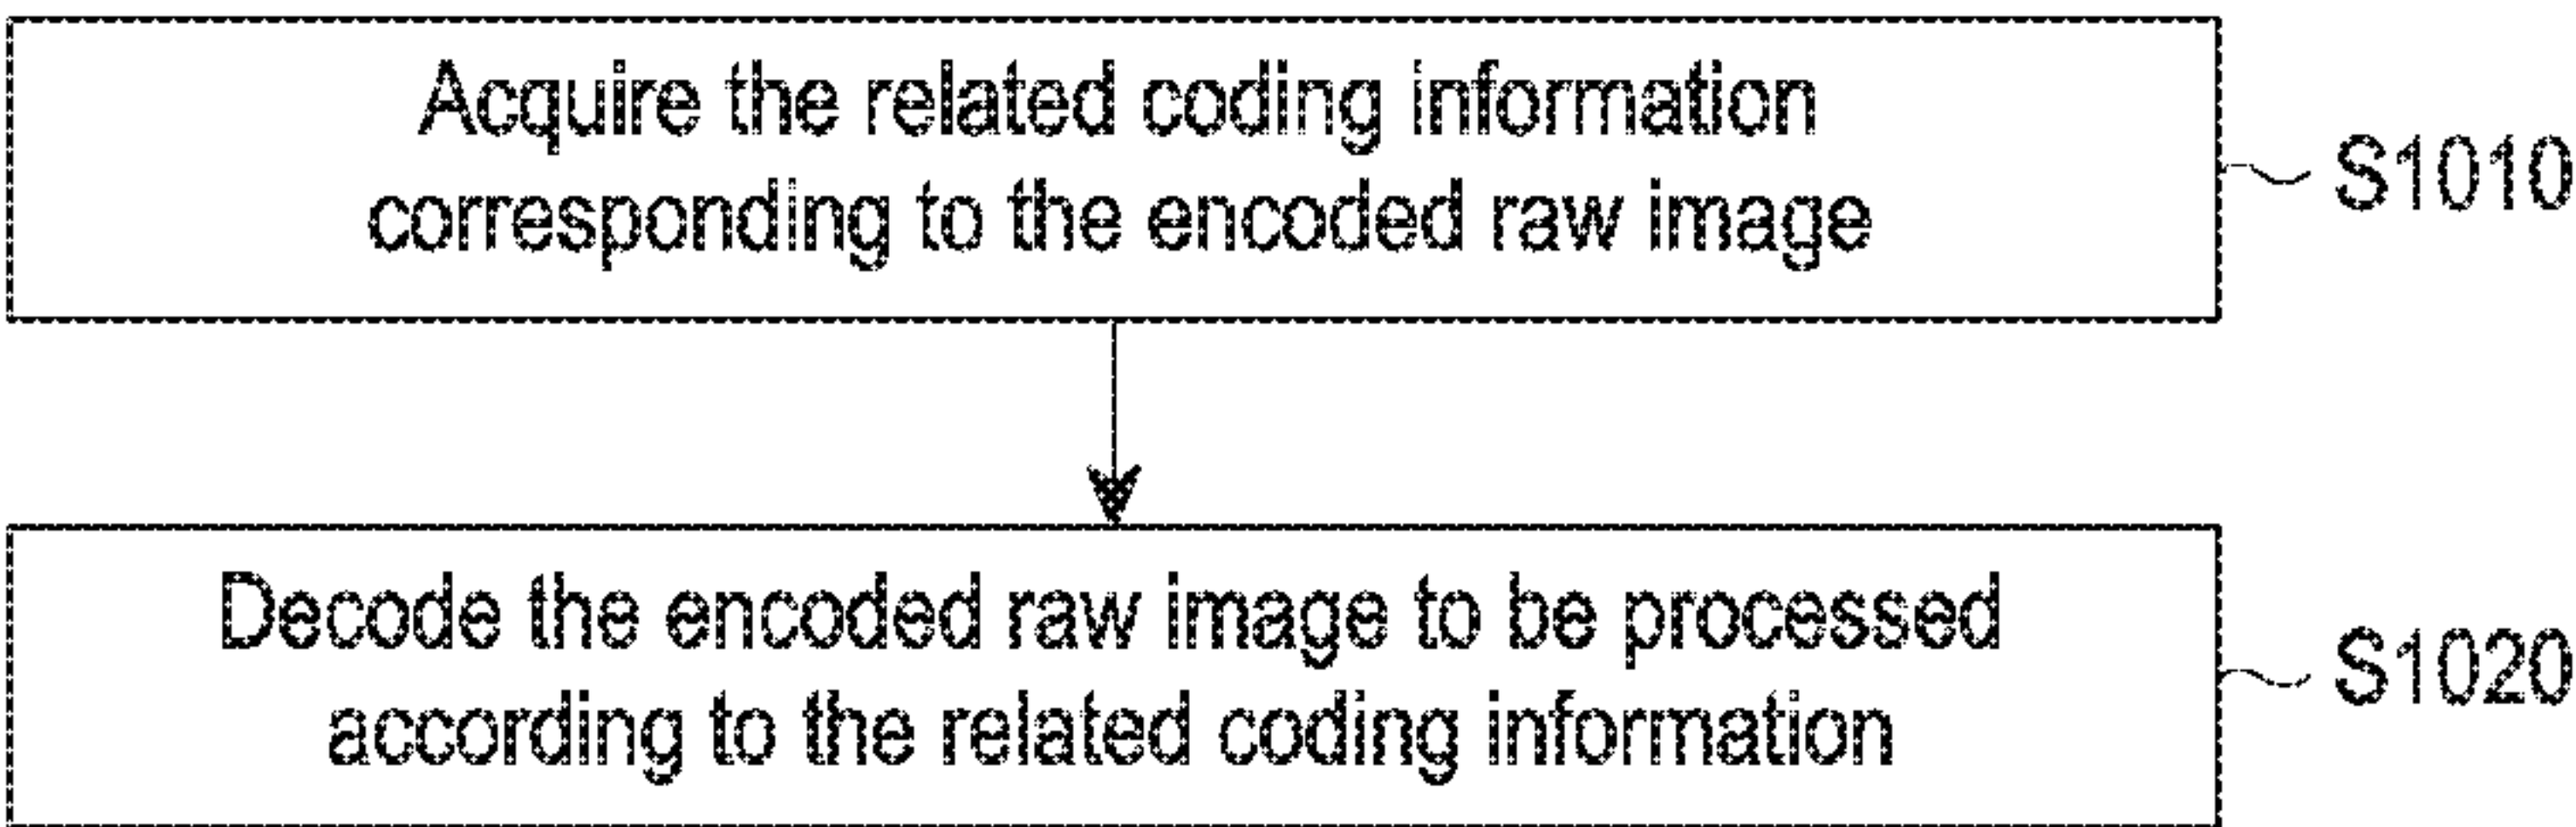 Acquire the related coding information
corresponding to the encoded raw image
S1010
Decode the encoded raw image to be processed
according to the related coding information
S1020